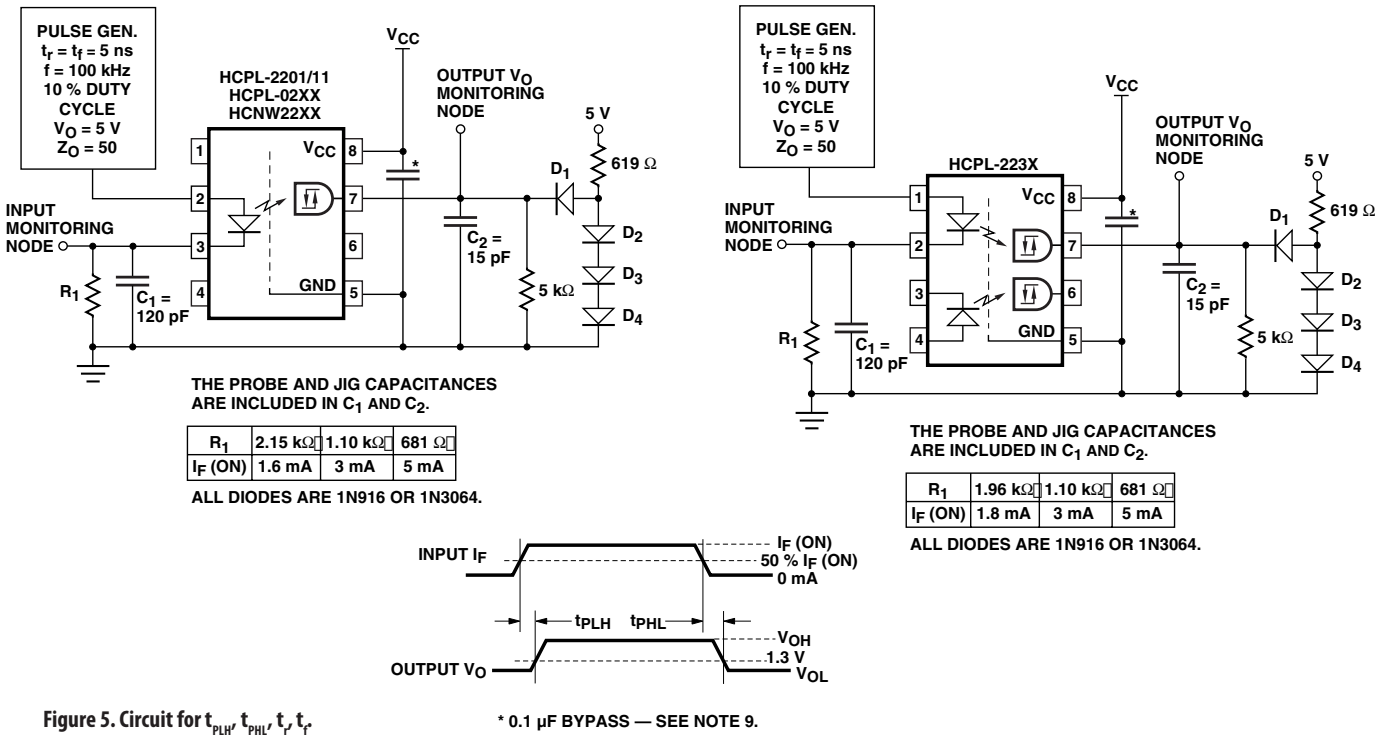 PULSE GEN.
tr = tf = 5 ns
f = 100 kHz
10 % DUTY
CYCLE
VO = 5 V
ZO = 50
HCPL-2201/11
HCPL-02XX
HCNW22XX
VCC
OUTPUT VO
MONITORING
NODE
5 V
619 Ω
D1
D2
D3
D4
1
2
3
4
VCC 8
7
6
GND 5
*
INPUT
MONITORING
NODE
R1
C1 =
120 pF
C2 =
15 pF
5 kΩ
THE PROBE AND JIG CAPACITANCES
ARE INCLUDED IN C1 AND C2.
R1 2.15 kΩ 1.10 kΩ 681 Ω
IF (ON) 1.6 mA 3 mA 5 mA
ALL DIODES ARE 1N916 OR 1N3064.
PULSE GEN.
tr = tf = 5 ns
f = 100 kHz
10 % DUTY
CYCLE
VO = 5 V
ZO = 50
HCPL-223X
VCC
OUTPUT VO
MONITORING
NODE
5 V
619 Ω
D1
D2
D3
D4
1
2
3
4
VCC 8
7
6
GND 5
*
INPUT
MONITORING
NODE
R1
C1 =
120 pF
C2 =
15 pF
5 kΩ
THE PROBE AND JIG CAPACITANCES
ARE INCLUDED IN C1 AND C2.
R1 1.96 kΩ 1.10 kΩ 681 Ω
IF (ON) 1.8 mA 3 mA 5 mA
ALL DIODES ARE 1N916 OR 1N3064.
INPUT IF
IF (ON)
50 % IF (ON)
0 mA
tPLH
tPHL
OUTPUT VO
VOH
1.3 V
VOL
Figure 5. Circuit for tPLH, tPHL, tr, tf.
* 0.1 µF BYPASS — SEE NOTE 9.